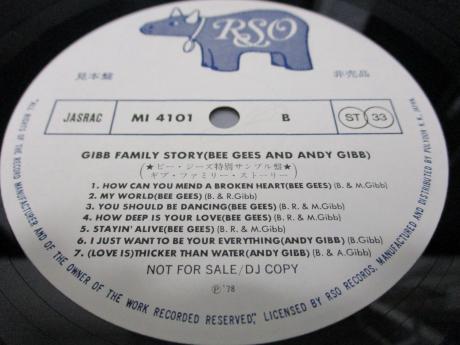 RSO
見本盤 非売品
JASRAC MI 4101 B ST 33
GIBB FAMILY STORY(BEE GEES AND ANDY GIBB)
(★ビー・ジーズ特別サンプル盤★)
ギブ・ファミリー・ストーリー
1. HOW CAN YOU MEND A BROKEN HEART(BEE GEES) (B. & M.Gibb)
2. MY WORLD(BEE GEES) (B. & R.Gibb)
3. YOU SHOULD BE DANCING(BEE GEES) (B. R. & M.Gibb)
4. HOW DEEP IS YOUR LOVE(BEE GEES) (B. R. & M.Gibb)
5. STAYIN' ALIVE(BEE GEES) (B. R. & M.Gibb)
6. I JUST WANT TO BE YOUR EVERYTHING(ANDY GIBB) (B.Gibb)
7. (LOVE IS)THICKER THAN WATER(ANDY GIBB) (B. & A.Gibb)
NOT FOR SALE/DJ COPY
Ⓟ'78
"ALL RIGHTS OF THE RECORD MANUFACTURER AND OF THE OWNER OF THE WORK RECORDED RESERVED", LICENSED BY RSO RECORDS, MANUFACTURED AND DISTRIBUTED BY POLYDOR K.K., JAPAN